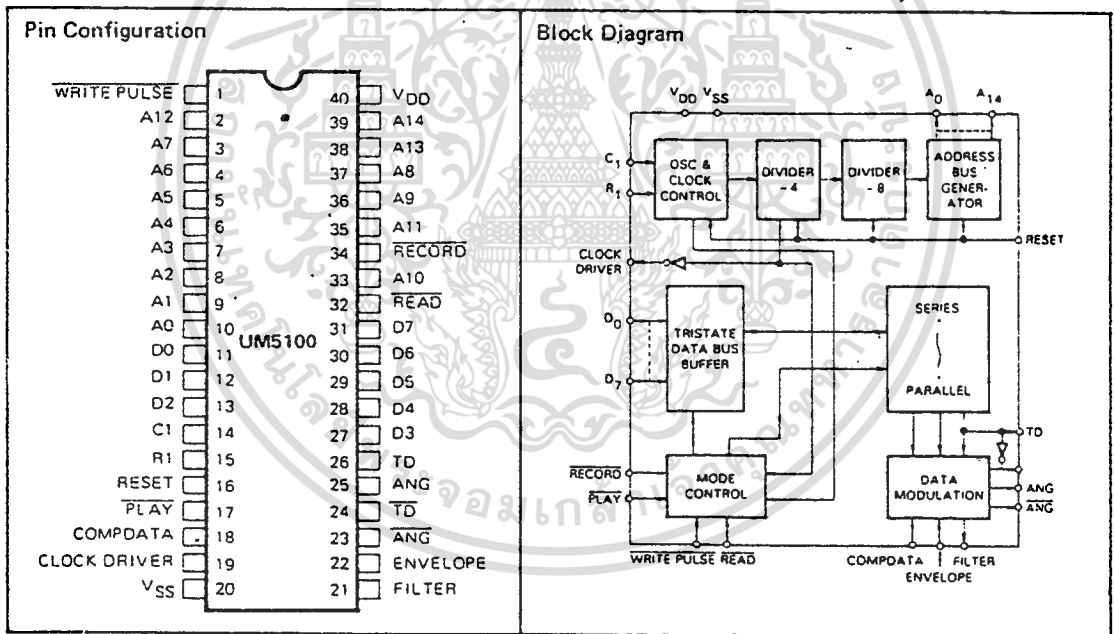 Pin Configuration
WRITE PULSE 1
A12 2
A7 3
A6 4
A5 5
A4 6
A3 7
A2 8
A1 9
A0 10
D0 11
D1 12
D2 13
C1 14
R1 15
RESET 16
PLAY 17
COMPDATA 18
CLOCK DRIVER 19
VSS 20
UM5100
40 VDD
39 A14
38 A13
37 A8
36 A9
35 A11
34 RECORD
33 A10
32 READ
31 D7
30 D6
29 D5
28 D4
27 D3
26 TD
25 ANG
24 TD
23 ANG
22 ENVELOPE
21 FILTER
Block Diagram
VDD VSS A0 A14
C1
R1
OSC &
CLOCK
CONTROL
DIVIDER
- 4
DIVIDER
- 8
ADDRESS
BUS
GENER-
ATOR
RESET
CLOCK
DRIVER
D0
D7
TRISTATE
DATA BUS
BUFFER
SERIES
PARALLEL
TD
RECORD
PLAY
MODE
CONTROL
DATA
MODULATION
ANG
ANG
WRITE PULSE READ
COMPDATA FILTER
ENVELOPE